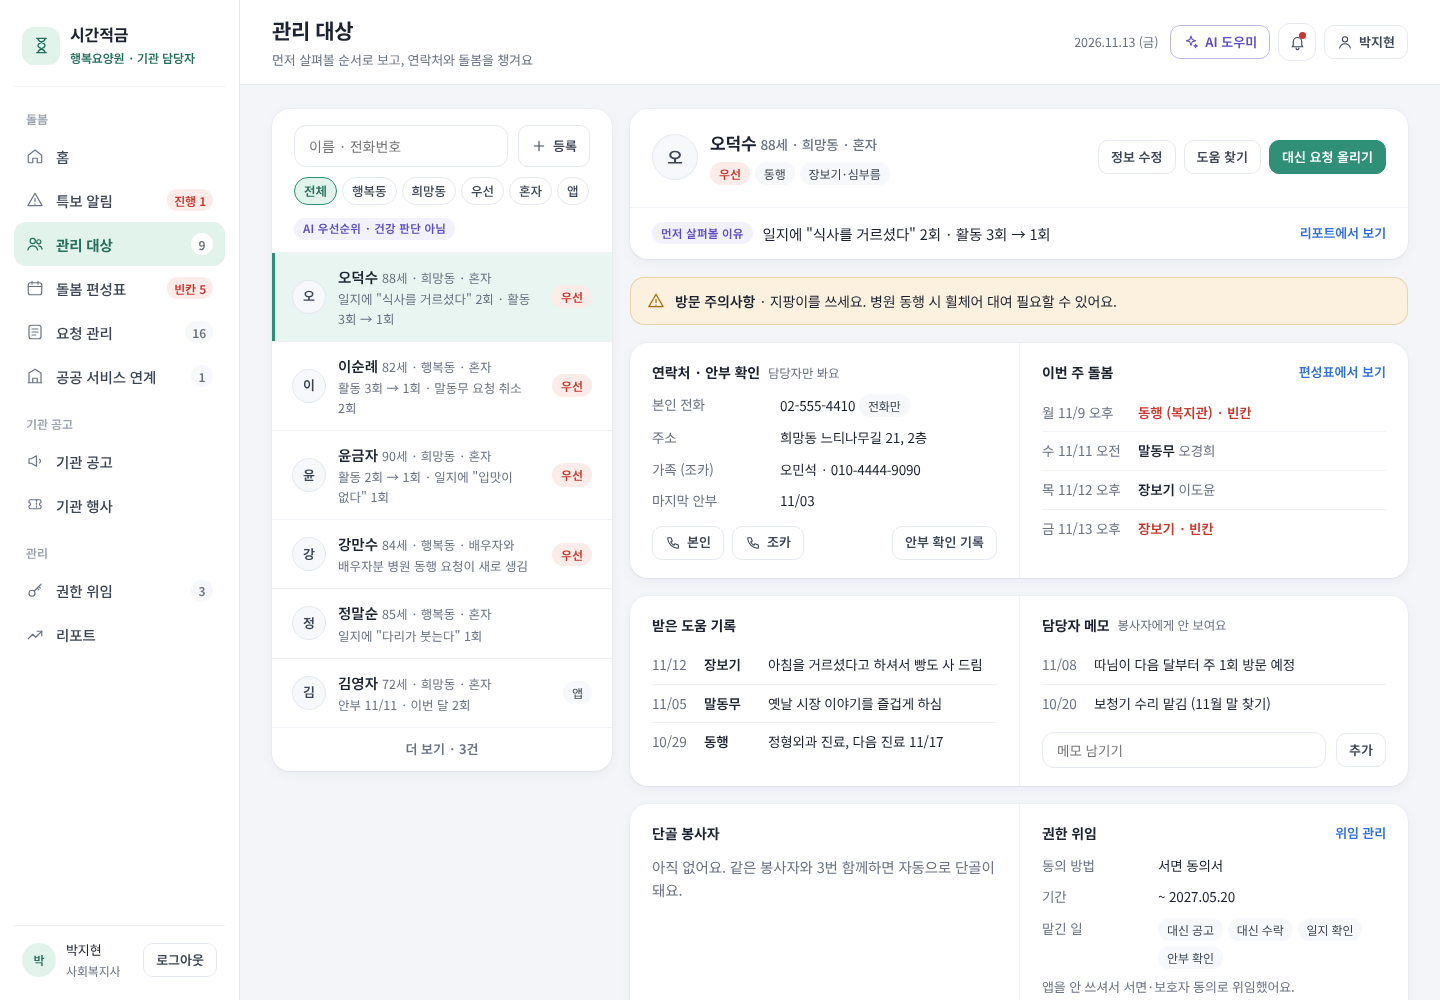 시간적금
행복요양원 · 기관 담당자
돌봄
홈
특보 알림 진행 1
관리 대상 9
돌봄 편성표 빈칸 5
요청 관리 16
공공 서비스 연계 1
기관 공고
기관 공고
기관 행사
관리
권한 위임 3
리포트
박
박지현
사회복지사
로그아웃
관리 대상
먼저 살펴볼 순서로 보고, 연락처와 돌봄을 챙겨요
2026.11.13 (금)
AI 도우미
박지현
이름 · 전화번호
등록
전체 행복동 희망동 우선 혼자 앱
AI 우선순위 · 건강 판단 아님
오
오덕수 88세 · 희망동 · 혼자
일지에 "식사를 거르셨다" 2회 · 활동
3회 → 1회
우선
이
이순례 82세 · 행복동 · 혼자
활동 3회 → 1회 · 말동무 요청 취소
2회
우선
윤
윤금자 90세 · 희망동 · 혼자
활동 2회 → 1회 · 일지에 "입맛이
없다" 1회
우선
강
강만수 84세 · 행복동 · 배우자와
배우자분 병원 동행 요청이 새로 생김
우선
정
정말순 85세 · 행복동 · 혼자
일지에 "다리가 붓는다" 1회
김
김영자 72세 · 희망동 · 혼자
안부 11/11 · 이번 달 2회
앱
더 보기 · 3건
오
오덕수 88세 · 희망동 · 혼자
우선 동행 장보기·심부름
정보 수정
도움 찾기
대신 요청 올리기
먼저 살펴볼 이유 일지에 "식사를 거르셨다" 2회 · 활동 3회 → 1회
리포트에서 보기
방문 주의사항 · 지팡이를 쓰세요. 병원 동행 시 휠체어 대여 필요할 수 있어요.
연락처 · 안부 확인 담당자만 봐요
본인 전화 02-555-4410 전화만
주소 희망동 느티나무길 21, 2층
가족 (조카) 오민석 · 010-4444-9090
마지막 안부 11/03
본인
조카
안부 확인 기록
이번 주 돌봄
편성표에서 보기
월 11/9 오후 동행 (복지관) · 빈칸
수 11/11 오전 말동무 오경희
목 11/12 오후 장보기 이도윤
금 11/13 오후 장보기 · 빈칸
받은 도움 기록
11/12 장보기 아침을 거르셨다고 하셔서 빵도 사 드림
11/05 말동무 옛날 시장 이야기를 즐겁게 하심
10/29 동행 정형외과 진료, 다음 진료 11/17
담당자 메모 봉사자에게 안 보여요
11/08 따님이 다음 달부터 주 1회 방문 예정
10/20 보청기 수리 맡김 (11월 말 찾기)
메모 남기기
추가
단골 봉사자
아직 없어요. 같은 봉사자와 3번 함께하면 자동으로 단골이
돼요.
권한 위임
위임 관리
동의 방법 서면 동의서
기간 ~ 2027.05.20
맡긴 일 대신 공고 대신 수락 일지 확인
안부 확인
앱을 안 쓰셔서 서면·보호자 동의로 위임했어요.